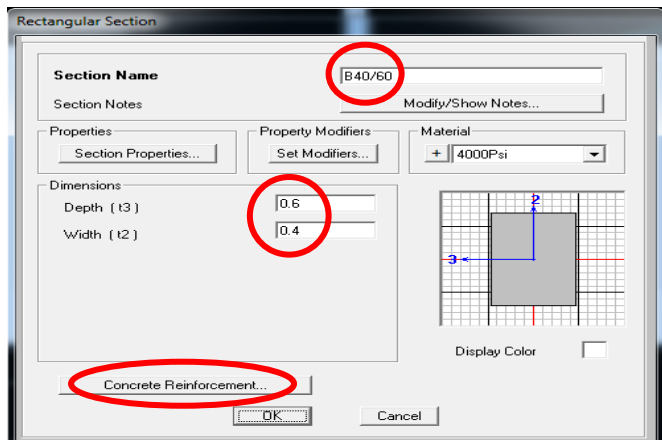 Rectangular Section
Section Name B40/60
Section Notes Modify/Show Notes...
Properties Property Modifiers Material
Section Properties... Set Modifiers... + 4000Psi
Dimensions
Depth ( t3 ) 0.6
Width ( t2 ) 0.4
2
3
Display Color
Concrete Reinforcement...
OK Cancel